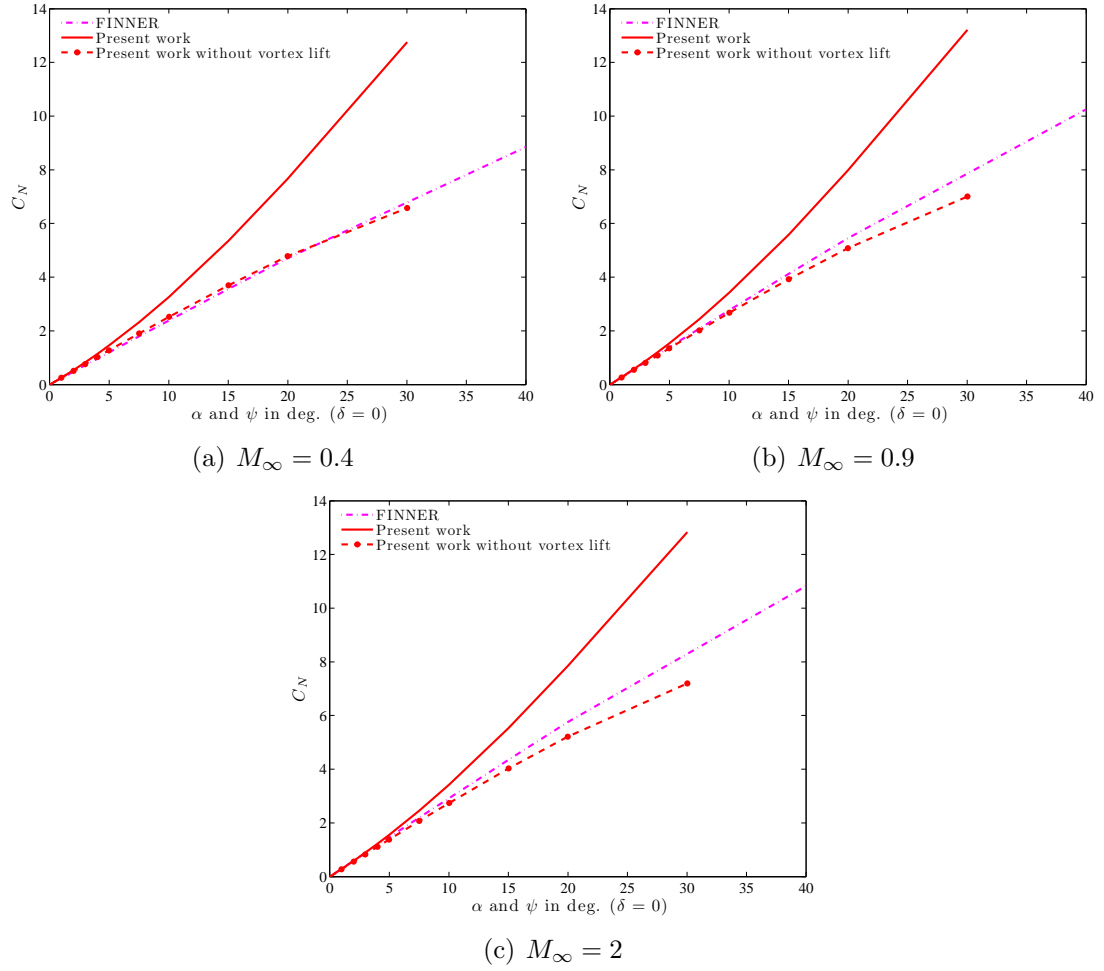 14
12
10
8
6
4
2
0
C_N
FINNER
Present work
Present work without vortex lift
0 5 10 15 20 25 30 35 40
α and ψ in deg. (δ = 0)
(a) M∞ = 0.4
14
12
10
8
6
4
2
0
C_N
FINNER
Present work
Present work without vortex lift
0 5 10 15 20 25 30 35 40
α and ψ in deg. (δ = 0)
(b) M∞ = 0.9
14
12
10
8
6
4
2
0
C_N
FINNER
Present work
Present work without vortex lift
0 5 10 15 20 25 30 35 40
α and ψ in deg. (δ = 0)
(c) M∞ = 2